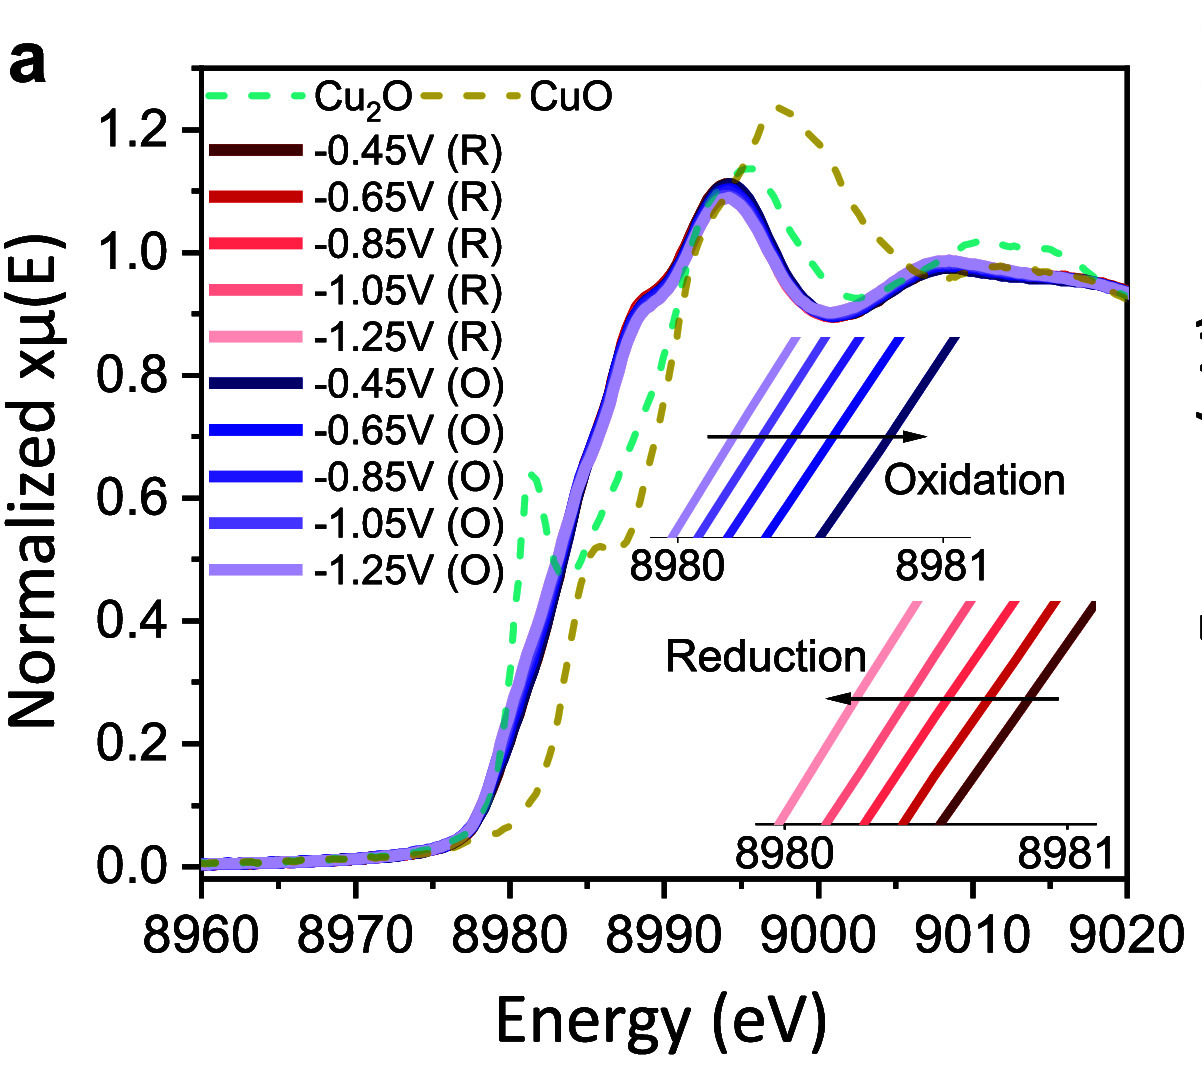 a
Cu₂O CuO
-0.45V (R)
-0.65V (R)
-0.85V (R)
-1.05V (R)
-1.25V (R)
-0.45V (O)
-0.65V (O)
-0.85V (O)
-1.05V (O)
-1.25V (O)
Oxidation
8980 8981
Reduction
8980 8981
1.2
1.0
0.8
0.6
0.4
0.2
0.0
Normalized xμ(E)
8960 8970 8980 8990 9000 9010 9020
Energy (eV)